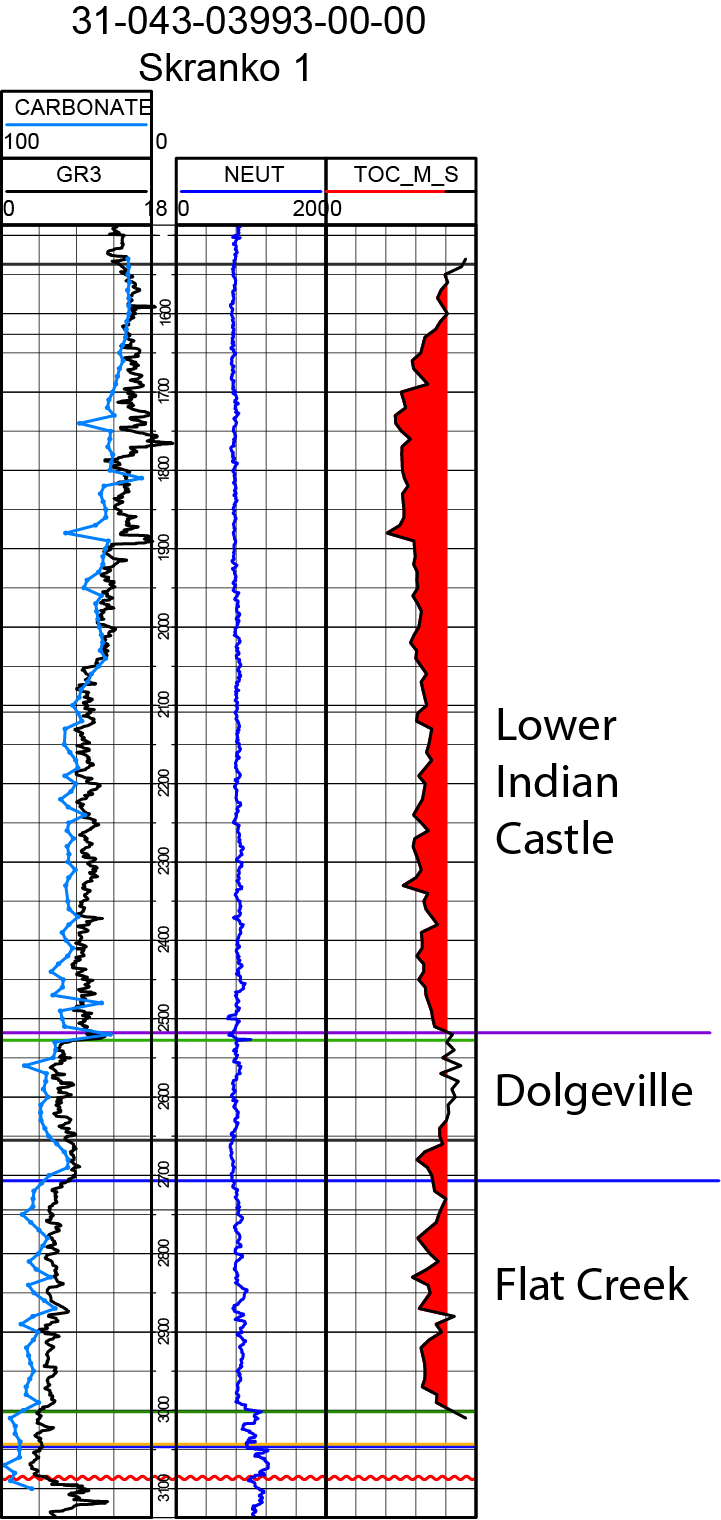 31-043-03993-00-00
Skranko 1
CARBONATE
100 0
GR3 NEUT TOC_M_S
0 18 0 2000 0
1600
1700
1800
1900
2000
2100
2200
2300
2400
2500
2600
2700
2800
2900
3000
3100
Lower
Indian
Castle
Dolgeville
Flat Creek